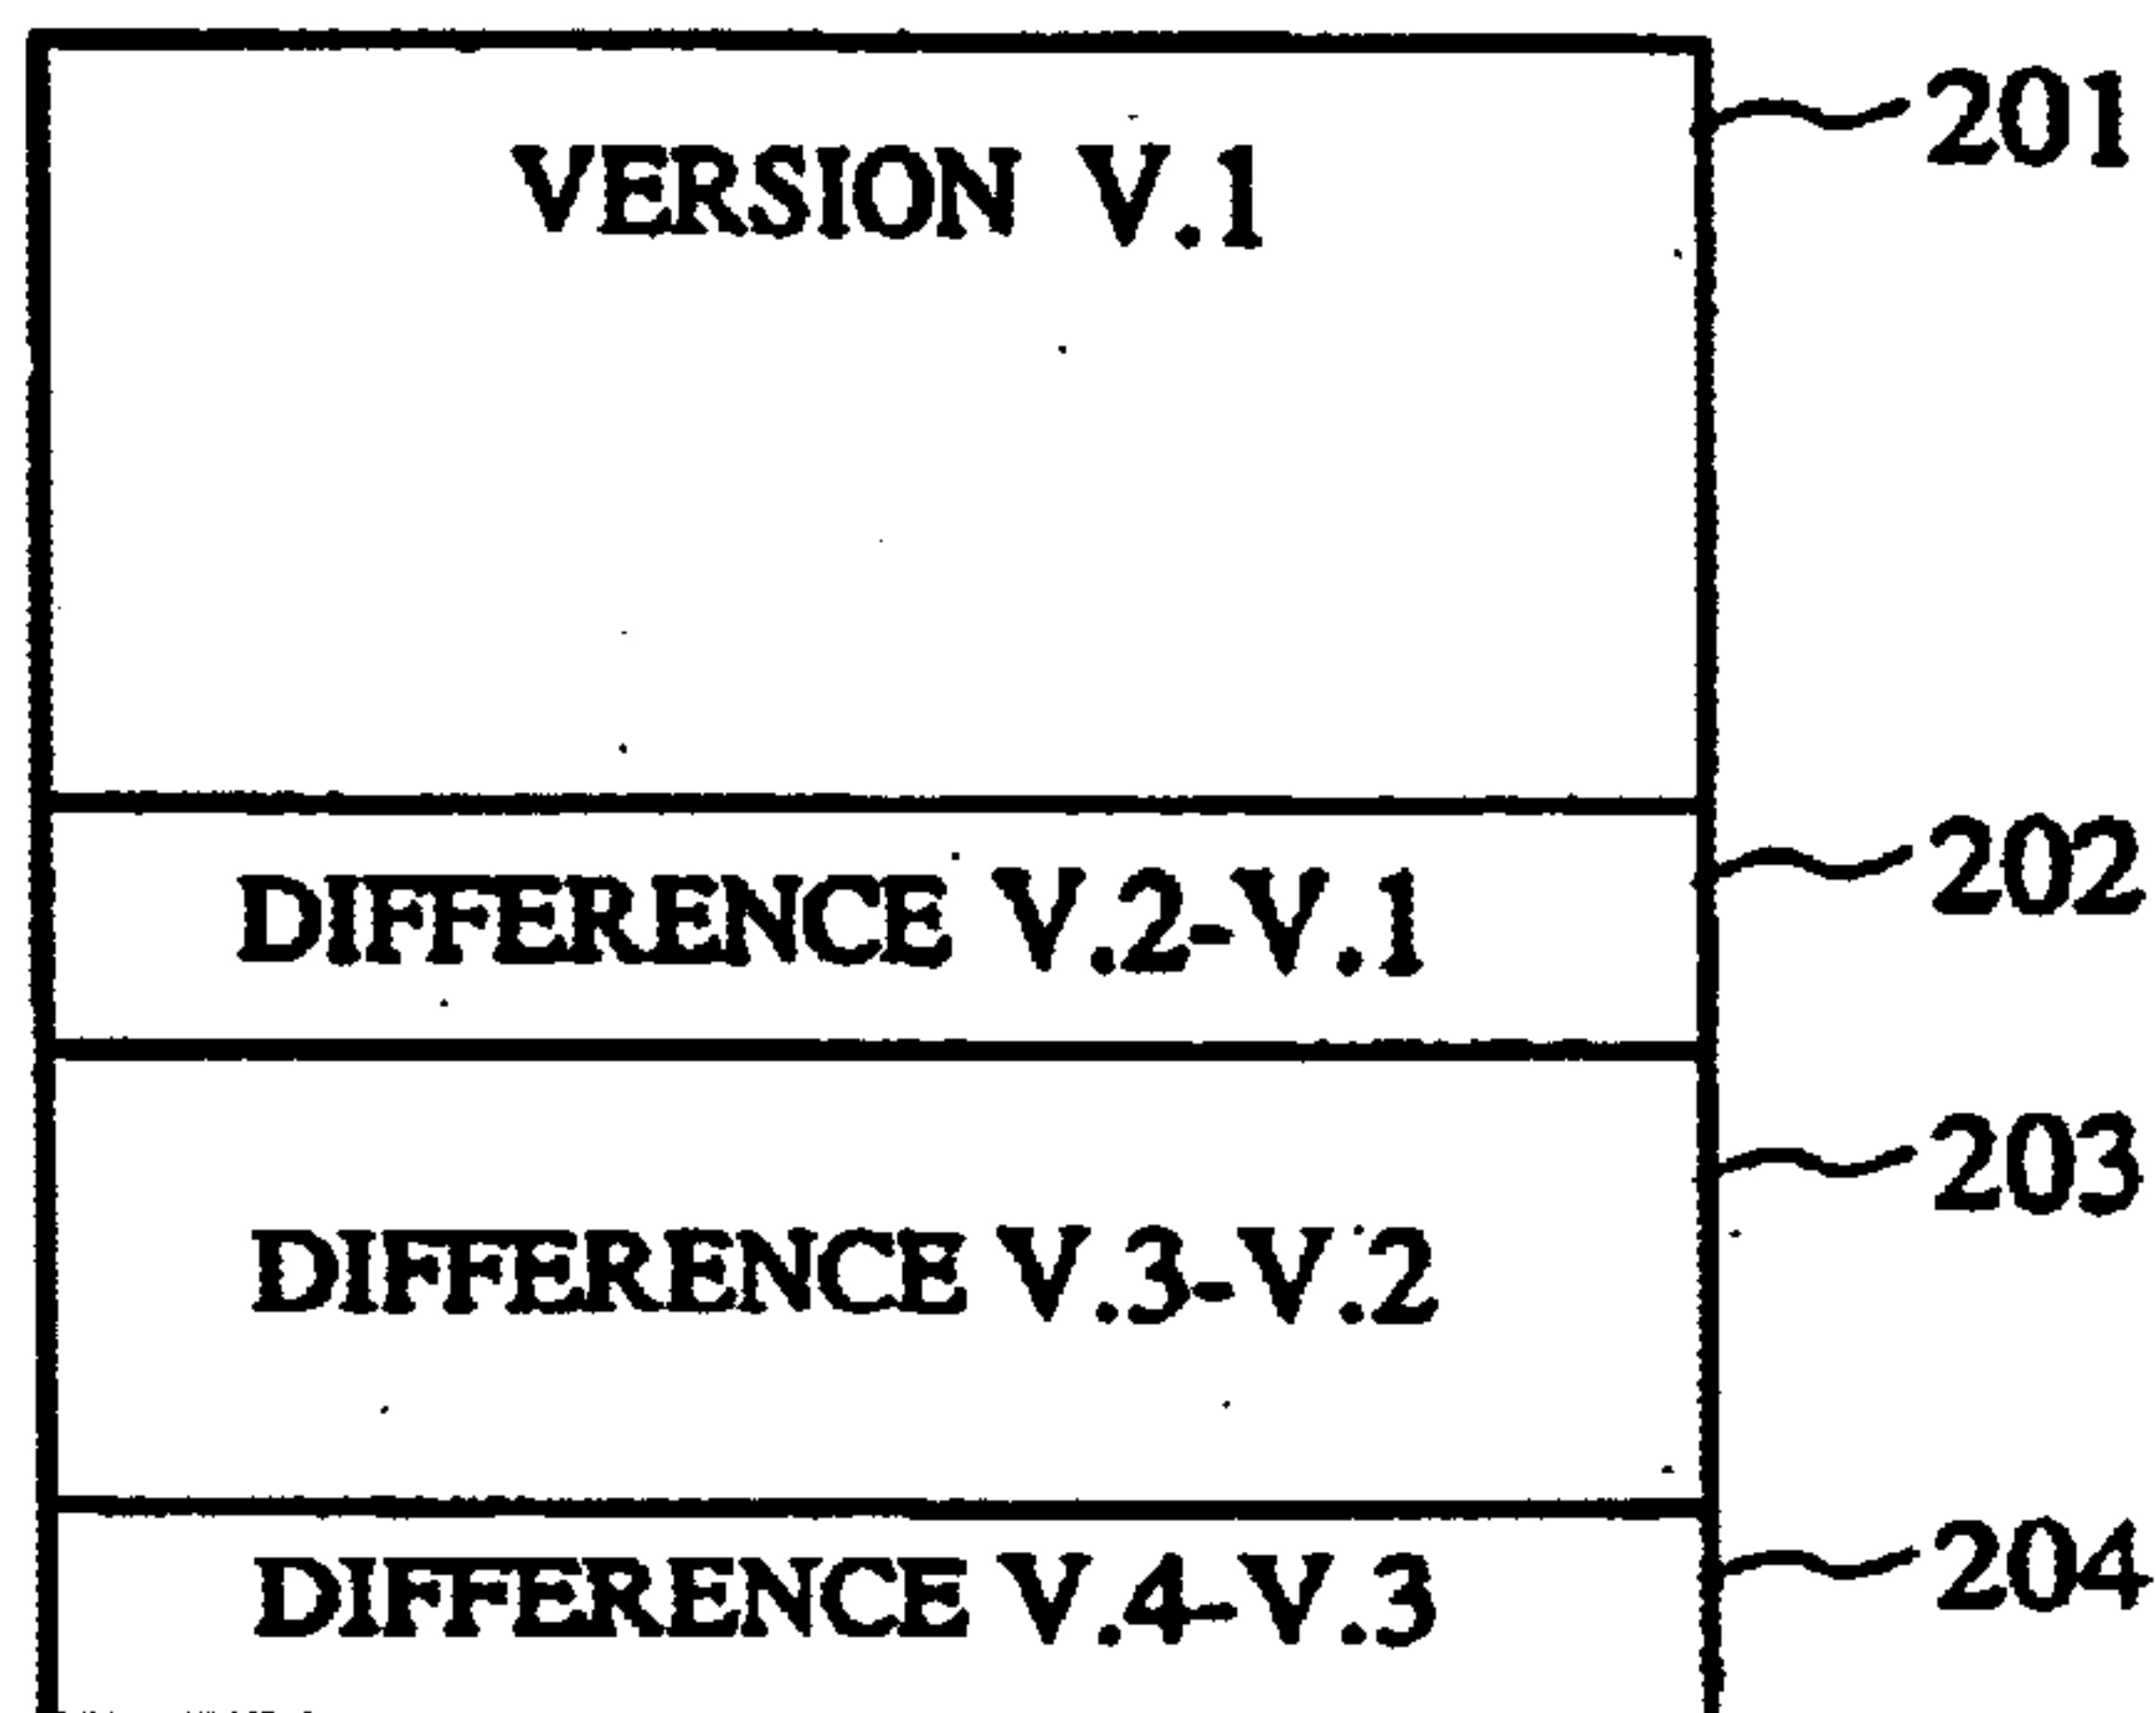 VERSION V.1 201
DIFFERENCE V.2-V.1 202
203
DIFFERENCE V.3-V.2
DIFFERENCE V.4-V.3 204